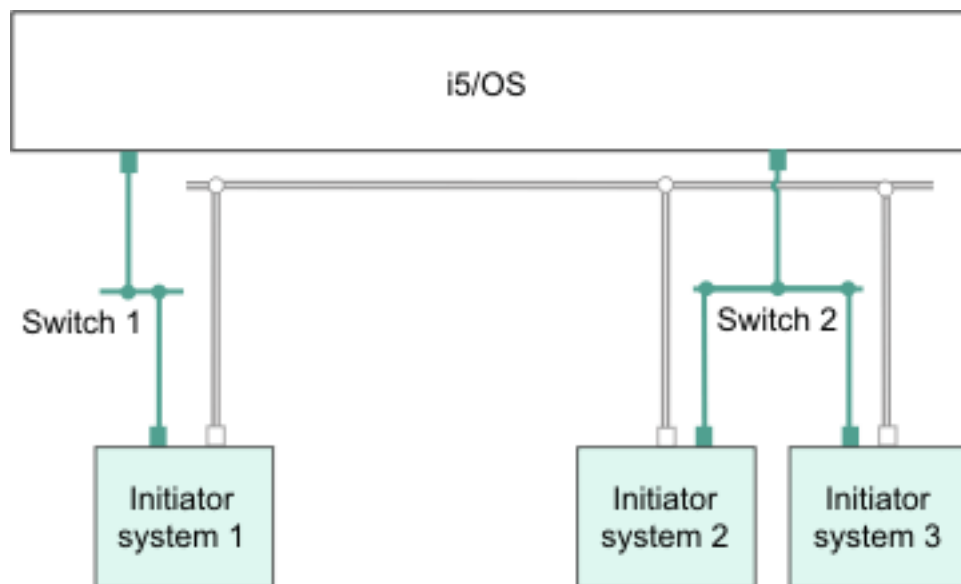 i5/OS
Switch 1
Switch 2
Initiator
system 1
Initiator
system 2
Initiator
system 3